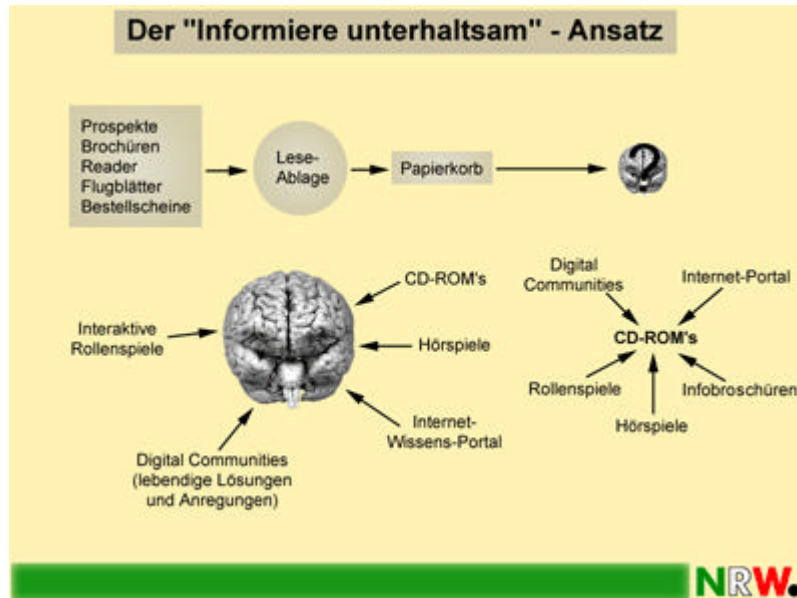 Der "Informiere unterhaltsam" - Ansatz
Prospekte
Brochüren
Reader
Flugblätter
Bestellscheine
Lese-
Ablage
Papierkorb
?
CD-ROM's
Interaktive
Rollenspiele
Hörspiele
Internet-
Wissens-Portal
Digital Communities
(lebendige Lösungen
und Anregungen)
Digital
Communities
Internet-Portal
CD-ROM's
Rollenspiele
Infobroschüren
Hörspiele
NRW.